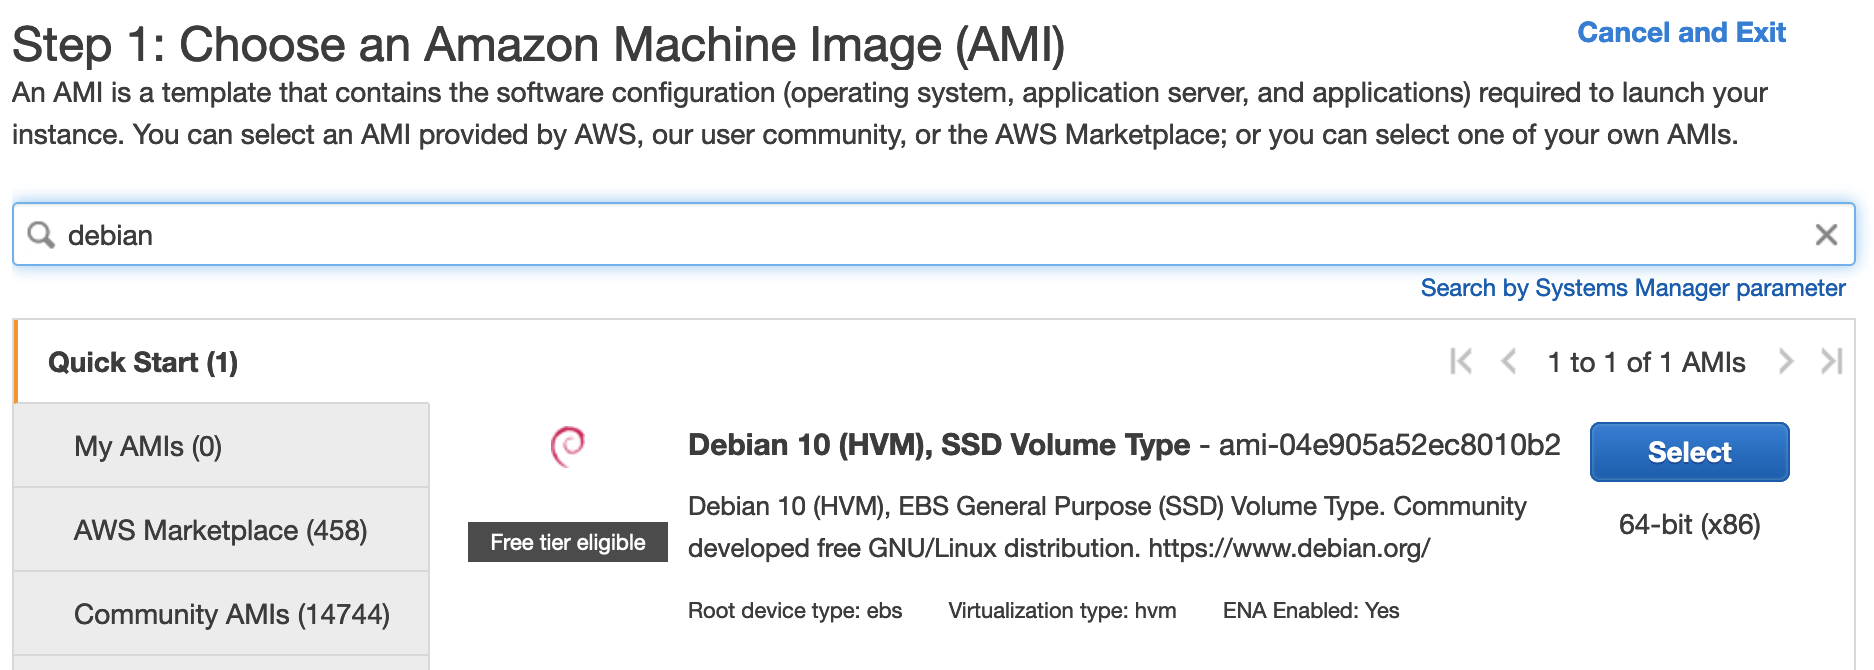 Step 1: Choose an Amazon Machine Image (AMI)
Cancel and Exit
An AMI is a template that contains the software configuration (operating system, application server, and applications) required to launch your
instance. You can select an AMI provided by AWS, our user community, or the AWS Marketplace; or you can select one of your own AMIs.
debian
Search by Systems Manager parameter
Quick Start (1)
1 to 1 of 1 AMIs
My AMIs (0)
AWS Marketplace (458)
Community AMIs (14744)
Free tier eligible
Debian 10 (HVM), SSD Volume Type - ami-04e905a52ec8010b2
Debian 10 (HVM), EBS General Purpose (SSD) Volume Type. Community
developed free GNU/Linux distribution. https://www.debian.org/
Root device type: ebs Virtualization type: hvm ENA Enabled: Yes
Select
64-bit (x86)